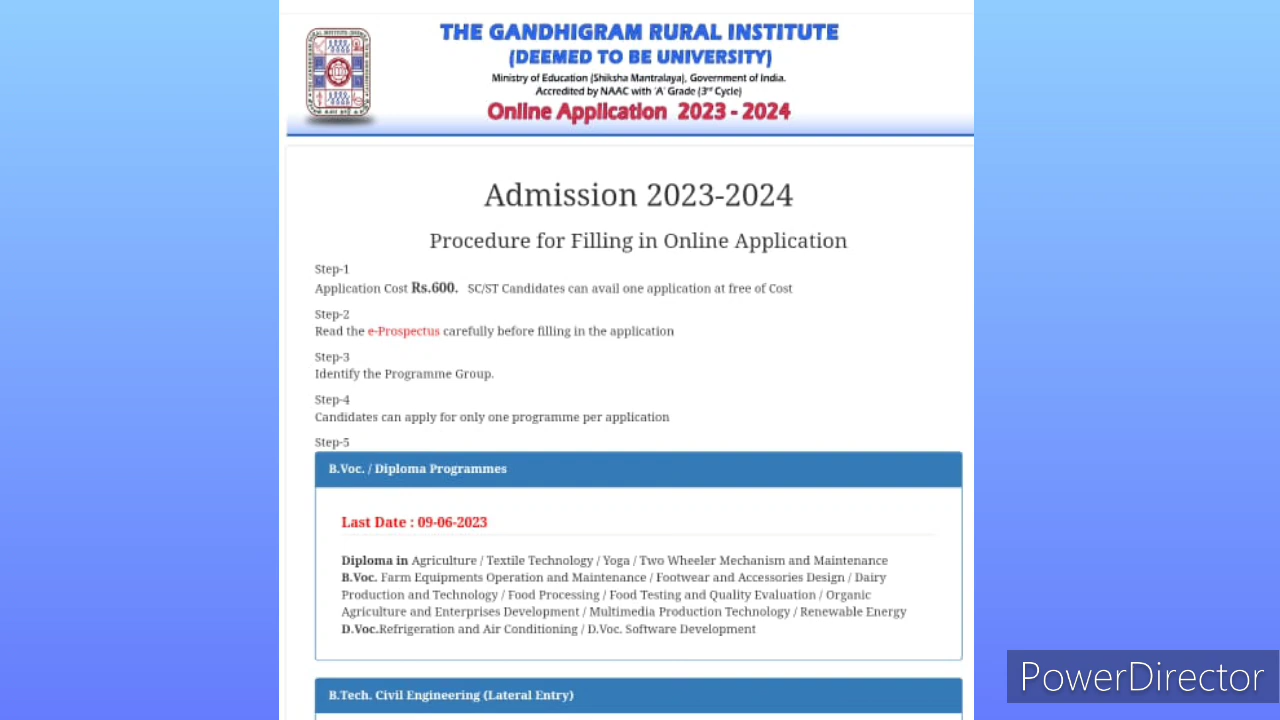 THE GANDHIGRAM RURAL INSTITUTE
(DEEMED TO BE UNIVERSITY)
Ministry of Education (Shiksha Mantralaya), Government of India.
Accredited by NAAC with 'A' Grade (3rd Cycle)
Online Application 2023 - 2024
Admission 2023-2024
Procedure for Filling in Online Application
Step-1
Application Cost Rs.600. SC/ST Candidates can avail one application at free of Cost
Step-2
Read the e-Prospectus carefully before filling in the application
Step-3
Identify the Programme Group.
Step-4
Candidates can apply for only one programme per application
Step-5
B.Voc. / Diploma Programmes
Last Date : 09-06-2023
Diploma in Agriculture / Textile Technology / Yoga / Two Wheeler Mechanism and Maintenance
B.Voc. Farm Equipments Operation and Maintenance / Footwear and Accessories Design / Dairy
Production and Technology / Food Processing / Food Testing and Quality Evaluation / Organic
Agriculture and Enterprises Development / Multimedia Production Technology / Renewable Energy
D.Voc.Refrigeration and Air Conditioning / D.Voc. Software Development
B.Tech. Civil Engineering (Lateral Entry)
PowerDirector